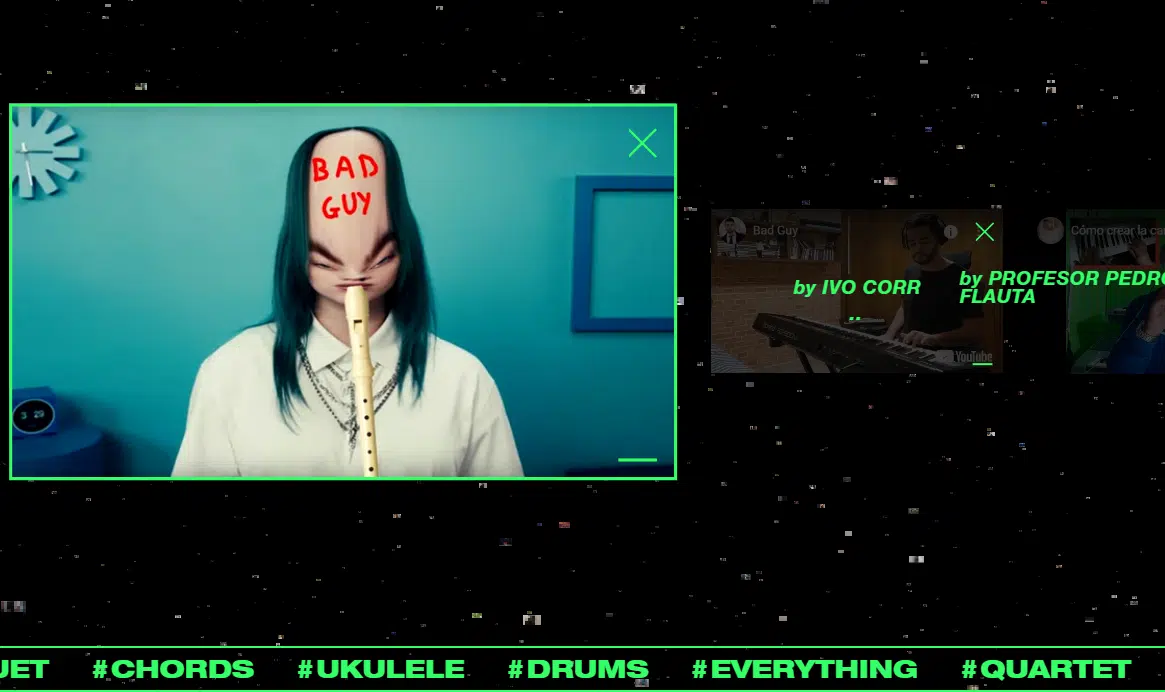 BAD
GUY
3 29
Bad Guy
Cómo crear la ca
by IVO CORR
by PROFESOR PEDRO
FLAUTA
YouTube
UET #CHORDS #UKULELE #DRUMS #EVERYTHING #QUARTET